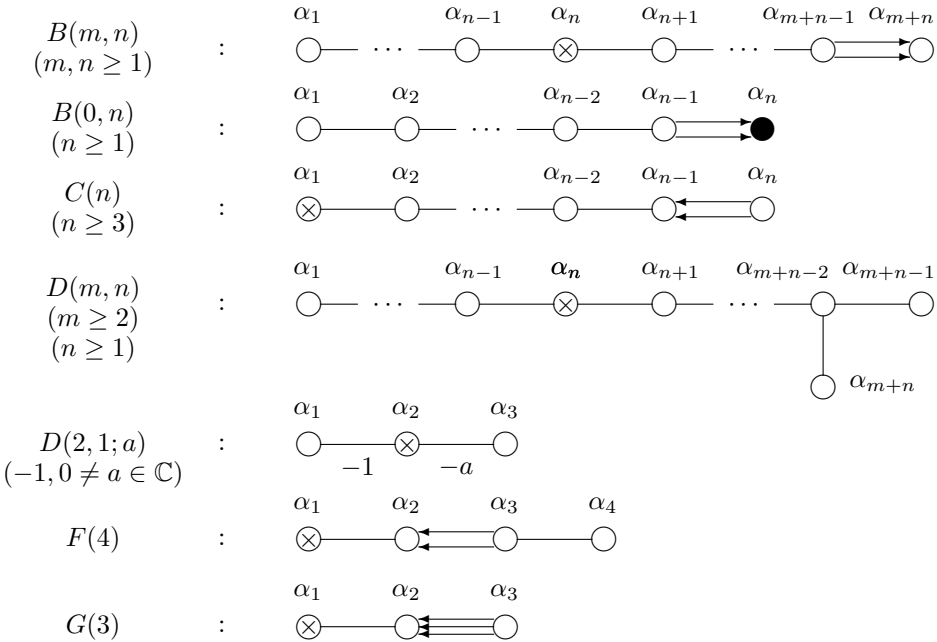 α₁ αₙ₋₁ αₙ αₙ₊₁ αₘ₊ₙ₋₁ αₘ₊ₙ
B(m, n) : ⋯ ⋯
(m, n ≥ 1)
α₁ α₂ αₙ₋₂ αₙ₋₁ αₙ
B(0, n) : ⋯
(n ≥ 1)
α₁ α₂ αₙ₋₂ αₙ₋₁ αₙ
C(n) : ⋯
(n ≥ 3)
α₁ αₙ₋₁ αₙ αₙ₊₁ αₘ₊ₙ₋₂ αₘ₊ₙ₋₁
D(m, n) : ⋯ ⋯
(m ≥ 2)
(n ≥ 1)
αₘ₊ₙ
α₁ α₂ α₃
D(2, 1; a) :
−1 −a
(−1, 0 ≠ a ∈ ℂ)
α₁ α₂ α₃ α₄
F(4) :
α₁ α₂ α₃
G(3) :